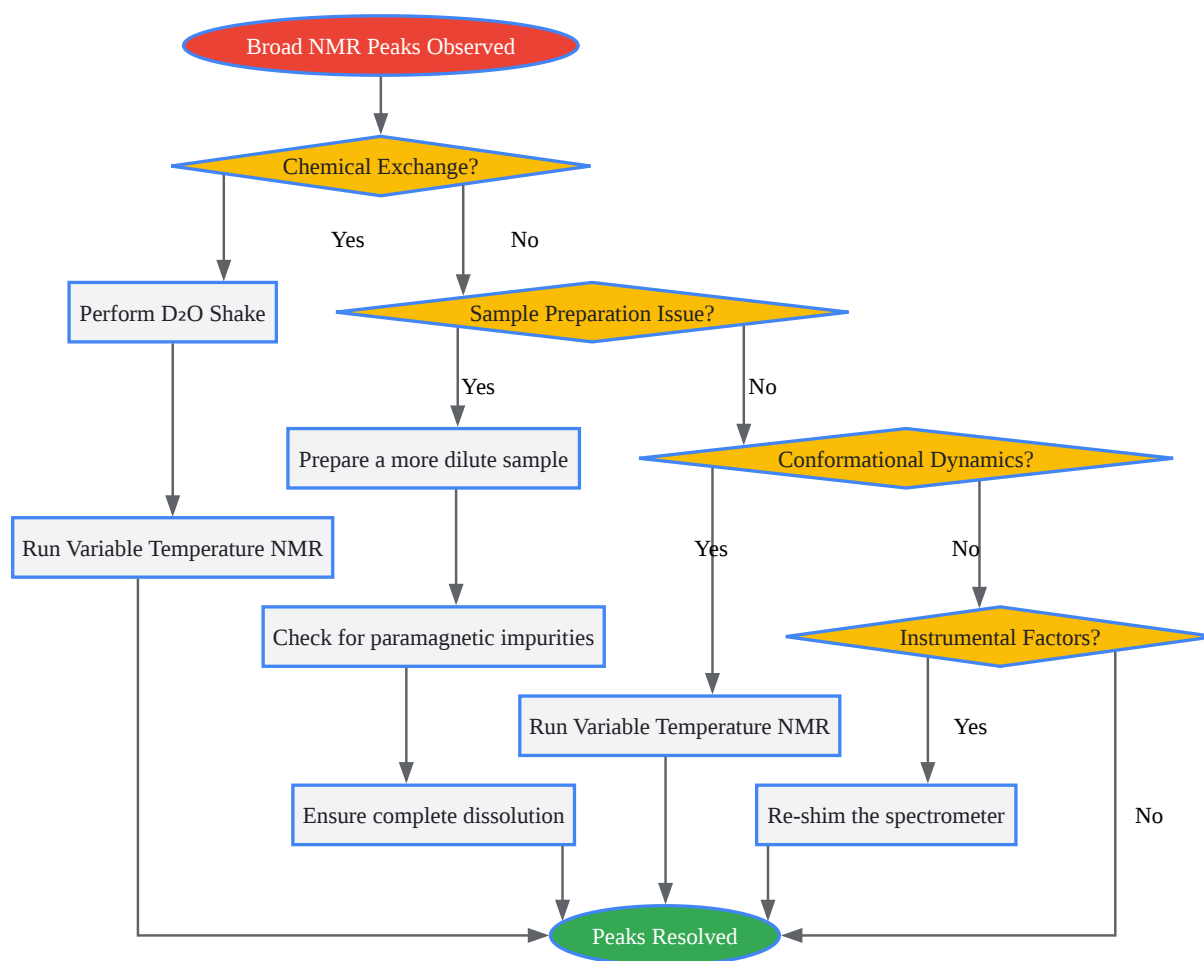 Broad NMR Peaks Observed
Chemical Exchange?
Yes
No
Perform D₂O Shake
Sample Preparation Issue?
Yes
No
Prepare a more dilute sample
Conformational Dynamics?
Run Variable Temperature NMR
Yes
No
Check for paramagnetic impurities
Instrumental Factors?
Run Variable Temperature NMR
Yes
Ensure complete dissolution
Re-shim the spectrometer
No
Peaks Resolved